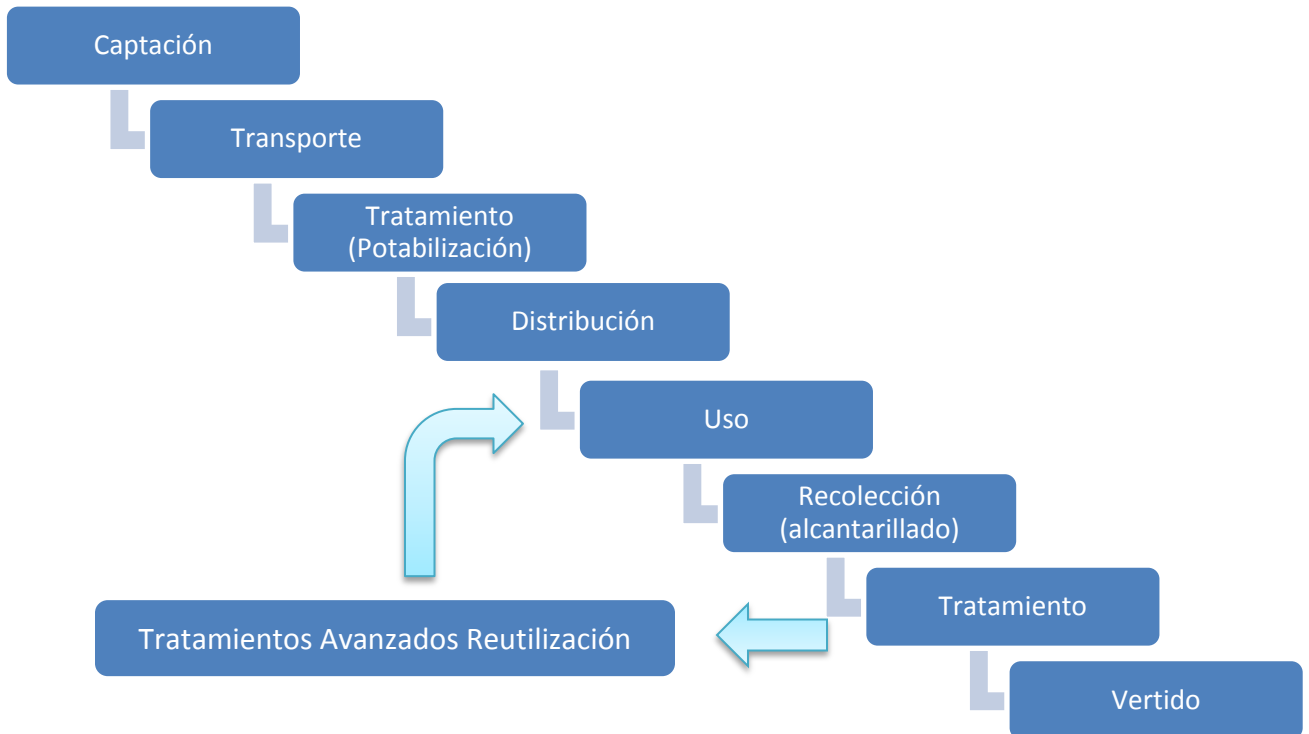 Captación
Transporte
Tratamiento
(Potabilización)
Distribución
Uso
Recolección
(alcantarillado)
Tratamiento
Tratamientos Avanzados Reutilización
Vertido